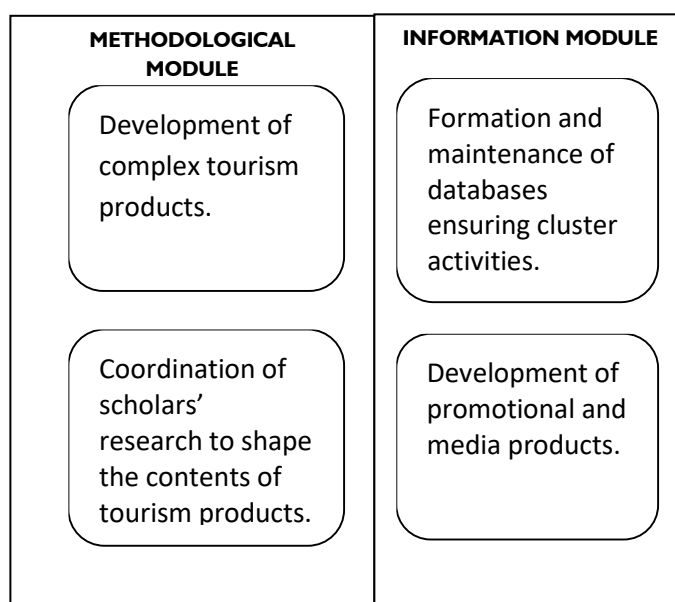 METHODOLOGICAL
MODULE
Development of
complex tourism
products.
Coordination of
scholars’
research to shape
the contents of
tourism products.
INFORMATION MODULE
Formation and
maintenance of
databases
ensuring cluster
activities.
Development of
promotional and
media products.